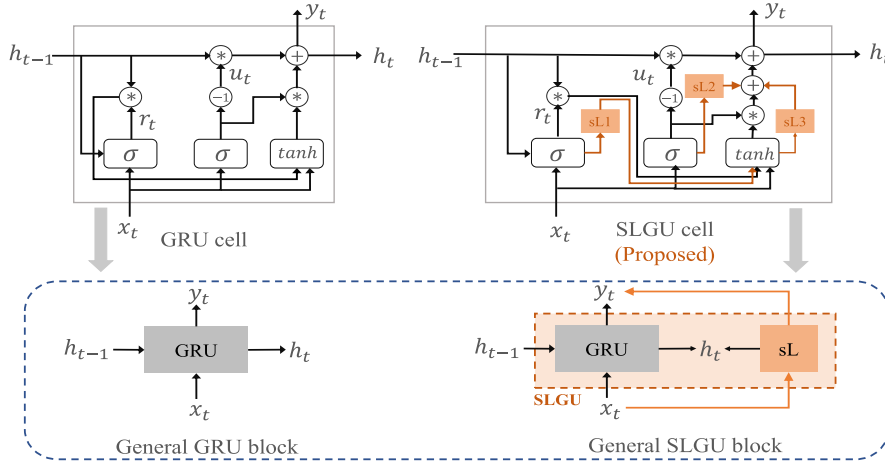 y_t
h_{t-1}
*
+
h_t
u_t
*
-1
*
r_t
σ
σ
tanh
x_t
GRU cell
y_t
h_{t-1}
*
+
h_t
u_t
sL2
+
*
-1
sL1
*
sL3
r_t
σ
σ
tanh
x_t
SLGU cell
(Proposed)
y_t
h_{t-1}
GRU
h_t
x_t
General GRU block
y_t
h_{t-1}
GRU
h_t
sL
SLGU
x_t
General SLGU block